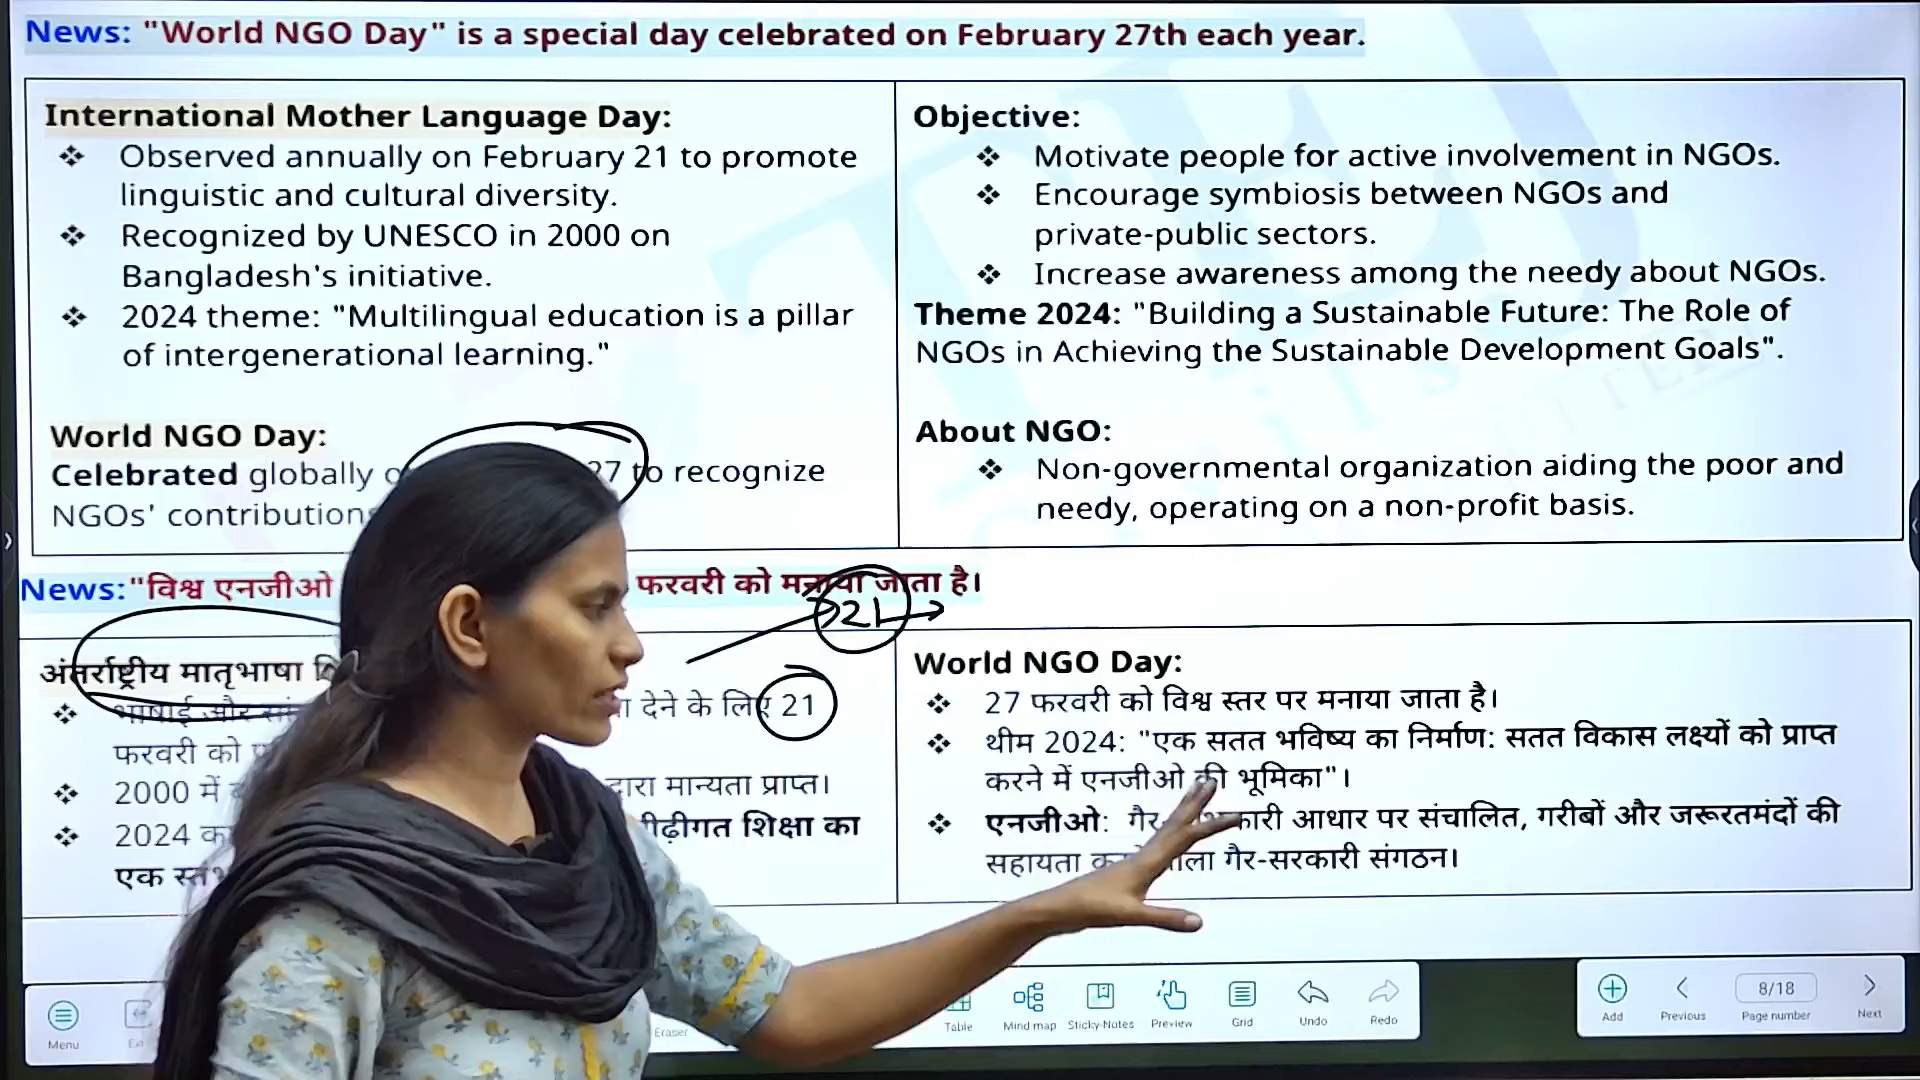 News: "World NGO Day" is a special day celebrated on February 27th each year.
International Mother Language Day:
❖ Observed annually on February 21 to promote
linguistic and cultural diversity.
❖ Recognized by UNESCO in 2000 on
Bangladesh's initiative.
❖ 2024 theme: "Multilingual education is a pillar
of intergenerational learning."
World NGO Day:
Celebrated globally 27 to recognize
NGOs' contributions
Objective:
❖ Motivate people for active involvement in NGOs.
❖ Encourage symbiosis between NGOs and
private-public sectors.
❖ Increase awareness among the needy about NGOs.
Theme 2024: "Building a Sustainable Future: The Role of
NGOs in Achieving the Sustainable Development Goals".
About NGO:
❖ Non-governmental organization aiding the poor and
needy, operating on a non-profit basis.
News:"विश्व एनजीओ फरवरी को मनाया जाता है।
21
अंतर्राष्ट्रीय मातृभाषा
❖ भाषाई और देने के लिए 21
फरवरी को
❖ 2000 में द्वारा मान्यता प्राप्त।
❖ 2024 शिक्षा का
एक
World NGO Day:
❖ 27 फरवरी को विश्व स्तर पर मनाया जाता है।
❖ थीम 2024: "एक सतत भविष्य का निर्माण: सतत विकास लक्ष्यों को प्राप्त
करने में एनजीओ की भूमिका"।
❖ एनजीओ: आधार पर संचालित, गरीबों और जरूरतमंदों की
सहायता गैर-सरकारी संगठन।
Menu
Eraser
Table
Mind map
Sticky-Notes
Preview
Grid
Undo
Redo
Add
Previous
8/18
Page number
Next